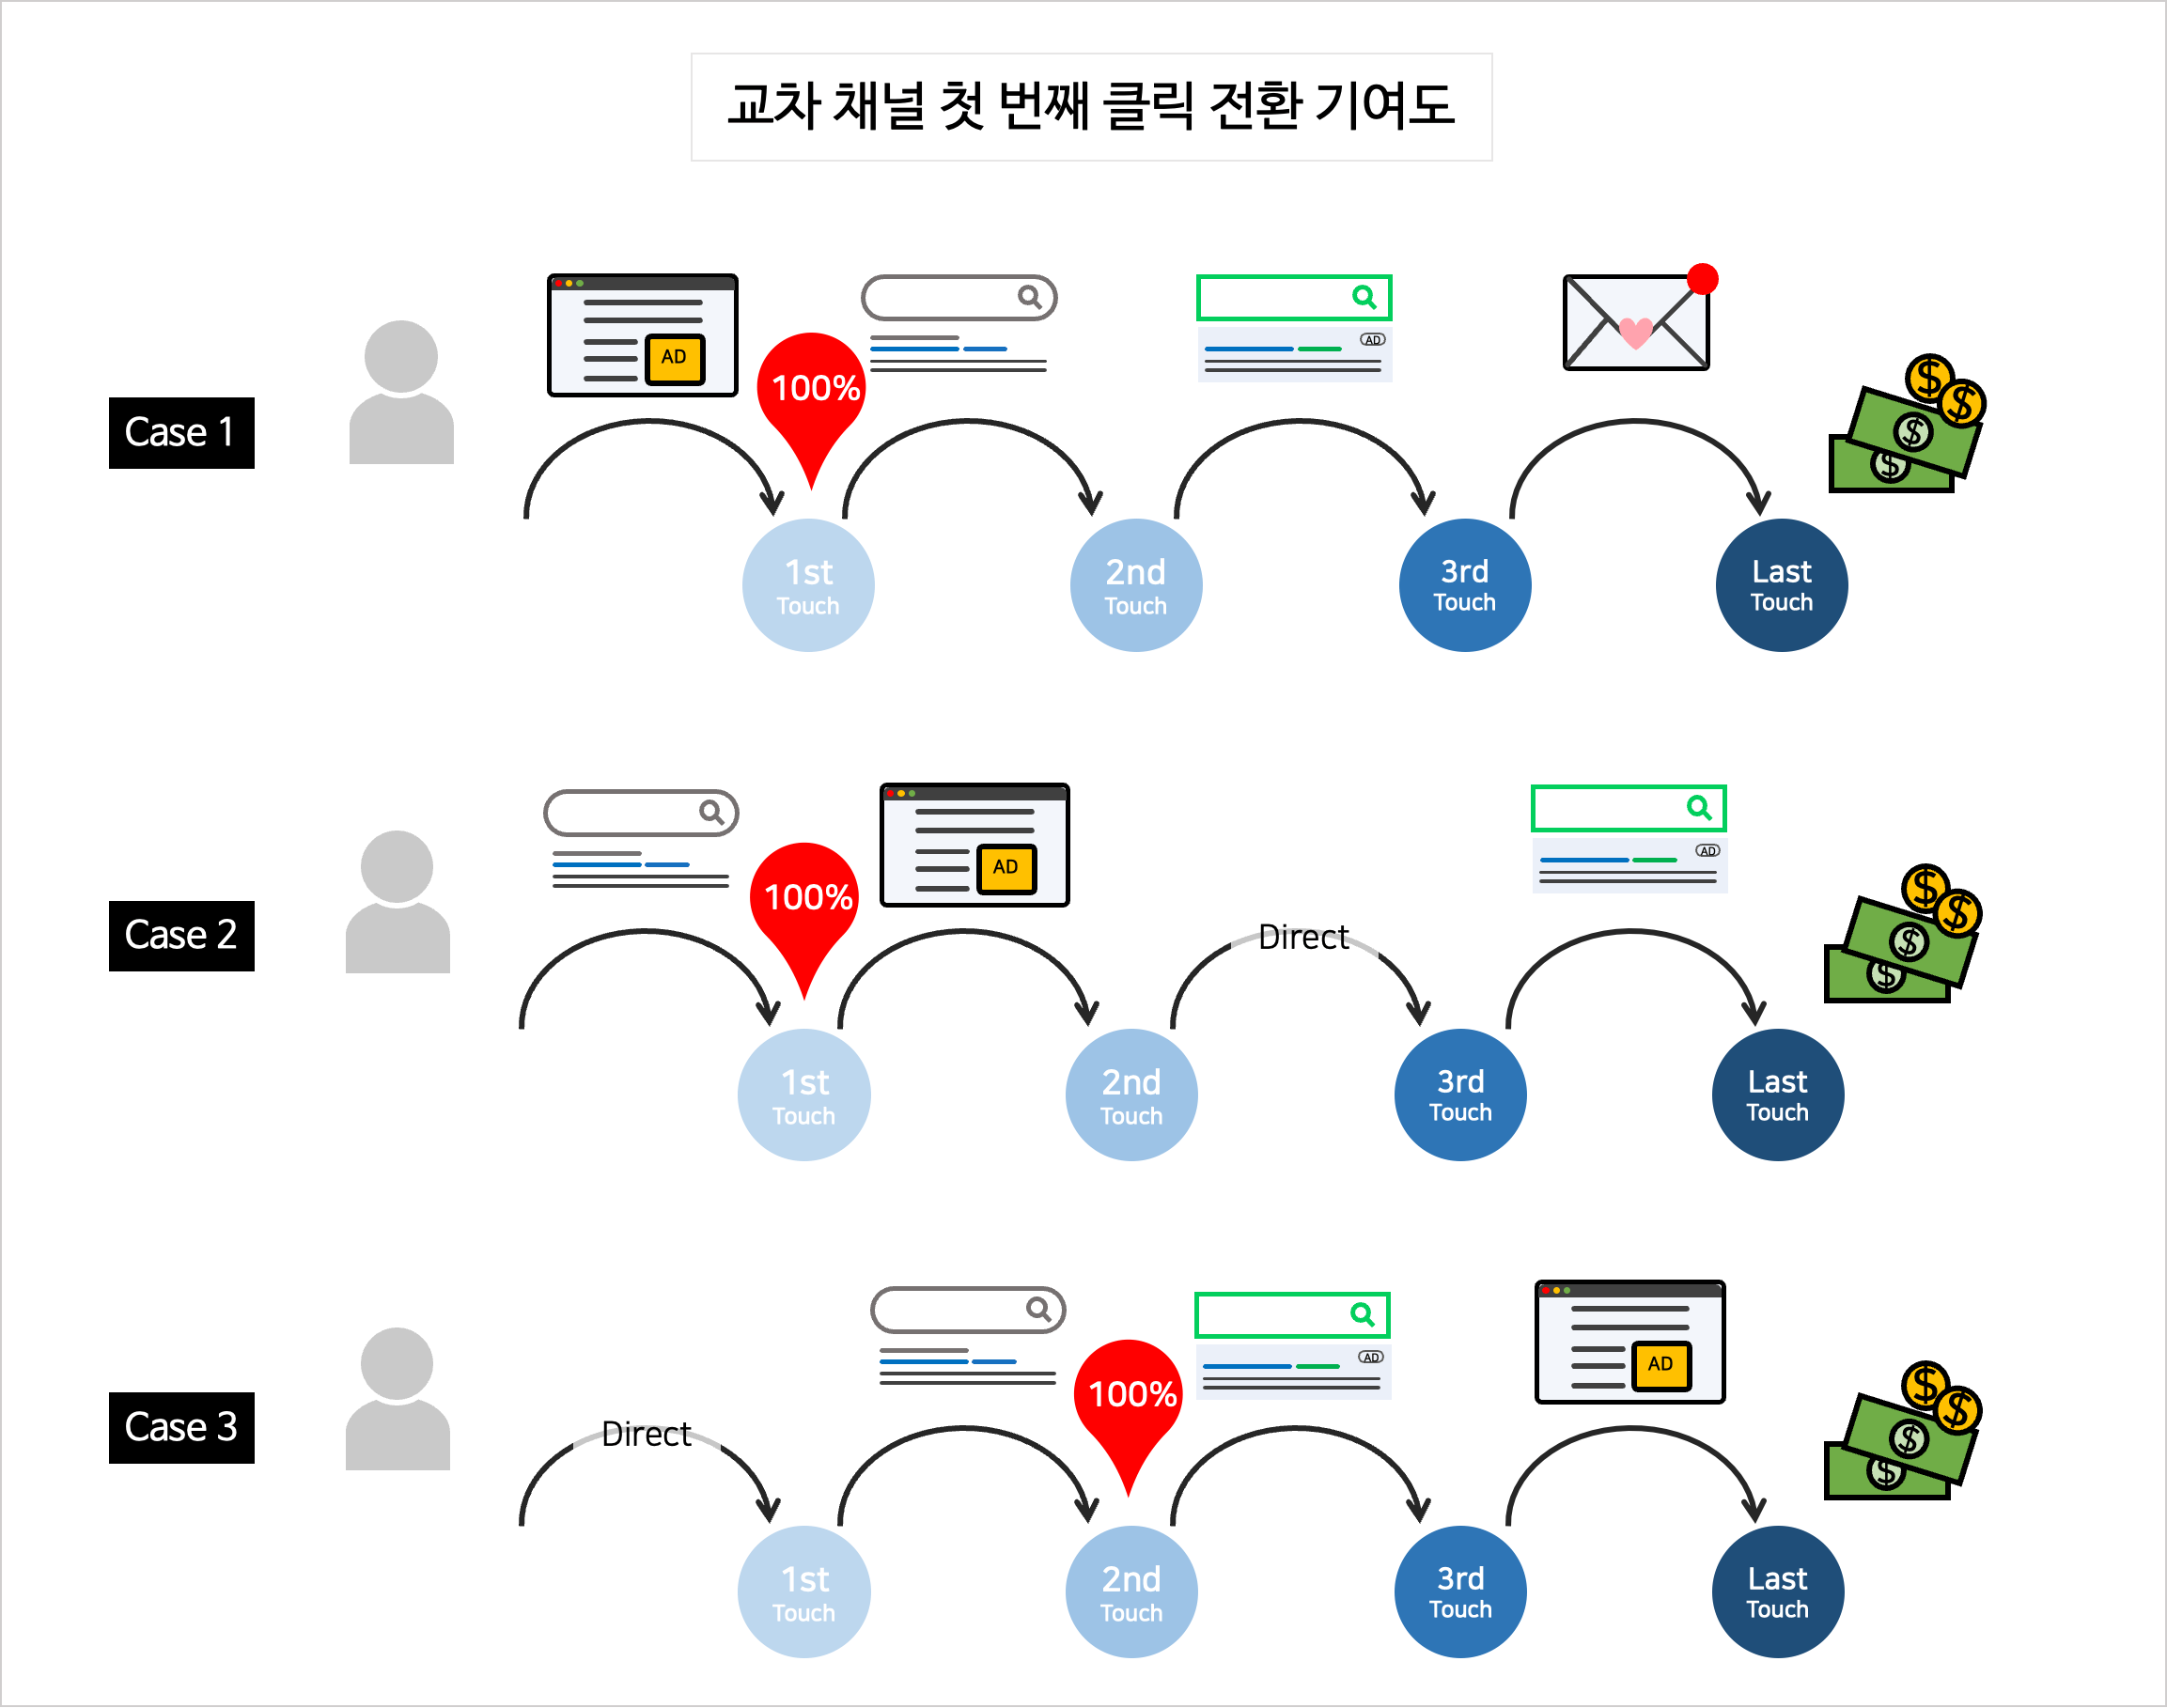 교차 채널 첫 번째 클릭 전환 기여도
AD
AD
100%
Case 1
1st
Touch
2nd
Touch
3rd
Touch
Last
Touch
AD
AD
100%
Direct
Case 2
1st
Touch
2nd
Touch
3rd
Touch
Last
Touch
AD
AD
100%
Direct
Case 3
1st
Touch
2nd
Touch
3rd
Touch
Last
Touch